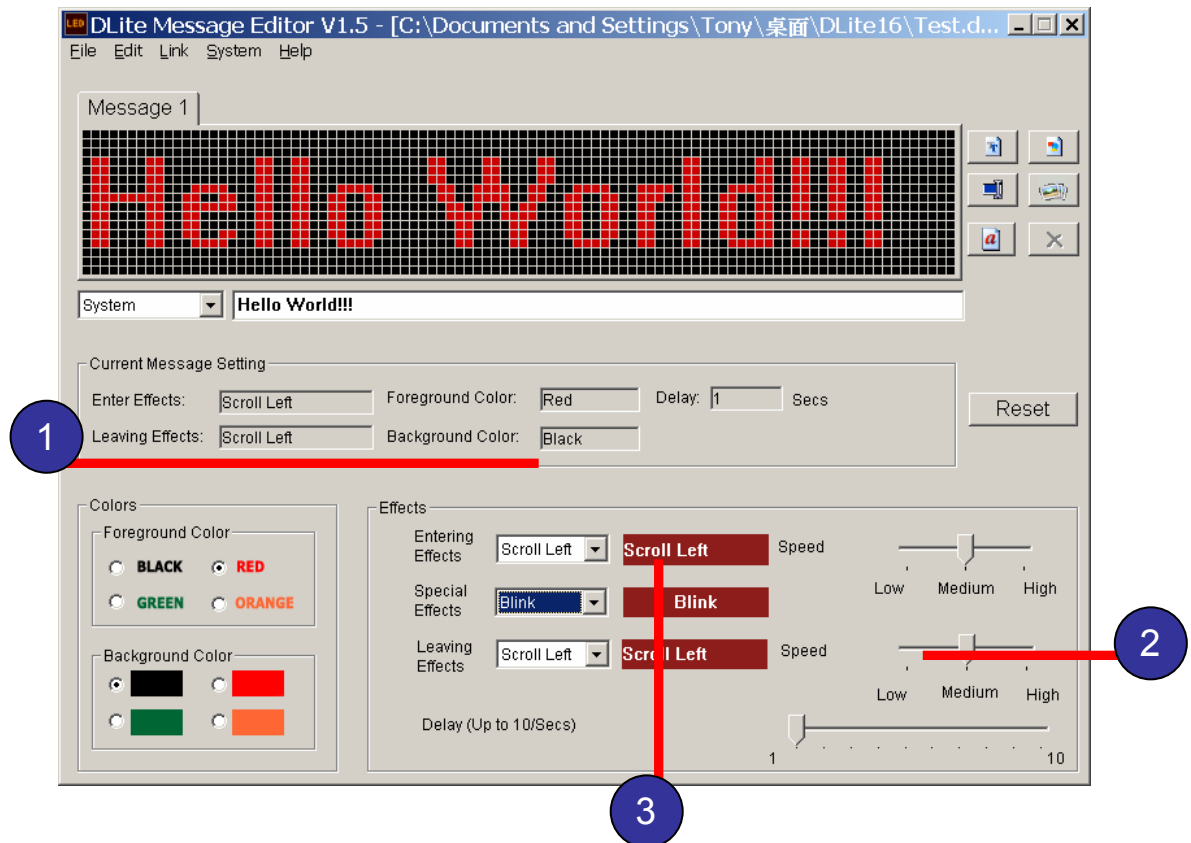 DLite Message Editor V1.5 - [C:\Documents and Settings\Tony\桌面\DLite16\Test.d...
File Edit Link System Help
Message 1
Hello World!!!
System Hello World!!!
Current Message Setting
Enter Effects: Scroll Left Foreground Color: Red Delay: 1 Secs
Leaving Effects: Scroll Left Background Color: Black
Reset
1
Colors
Foreground Color
BLACK RED
GREEN ORANGE
Background Color
Effects
Entering Effects Scroll Left Scroll Left Speed
Low Medium High
Special Effects Blink Blink
Leaving Effects Scroll Left Scroll Left Speed
Low Medium High
2
Delay (Up to 10/Secs)
1 10
3